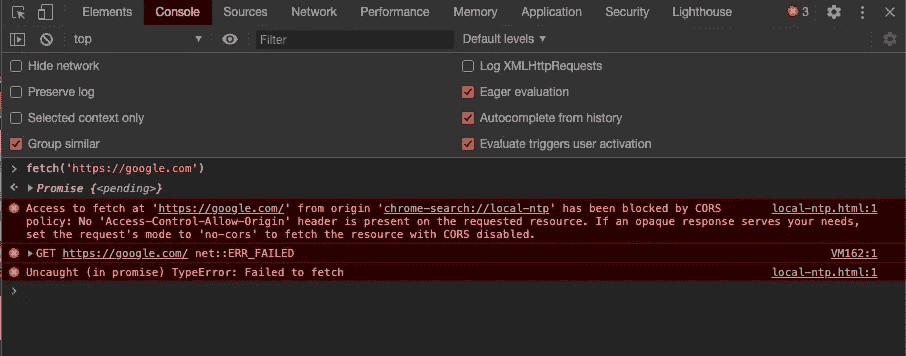 Elements Console Sources Network Performance Memory Application Security Lighthouse 3
top Filter Default levels
Hide network Log XMLHttpRequests
Preserve log Eager evaluation
Selected context only Autocomplete from history
Group similar Evaluate triggers user activation
> fetch('https://google.com')
Promise {<pending>}
Access to fetch at 'https://google.com/' from origin 'chrome-search://local-ntp' has been blocked by CORS local-ntp.html:1
policy: No 'Access-Control-Allow-Origin' header is present on the requested resource. If an opaque response serves your needs,
set the request's mode to 'no-cors' to fetch the resource with CORS disabled.
GET https://google.com/ net::ERR_FAILED VM162:1
Uncaught (in promise) TypeError: Failed to fetch local-ntp.html:1
>